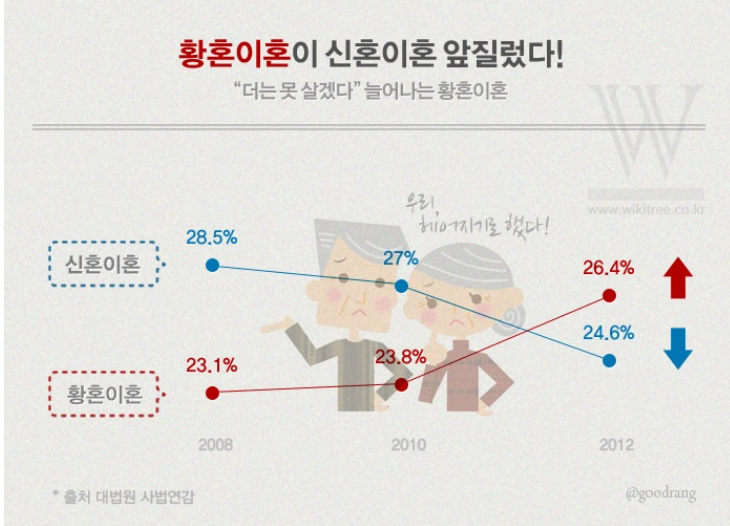 황혼이혼이 신혼이혼 앞질렀다!
“더는 못 살겠다” 늘어나는 황혼이혼
W
www.wikitree.co.kr
우리,
헤어지기로 했다!
28.5%
27%
26.4%
신혼이혼
24.6%
23.1%
23.8%
황혼이혼
2008 2010 2012
* 출처 대법원 사법연감
@goodrang